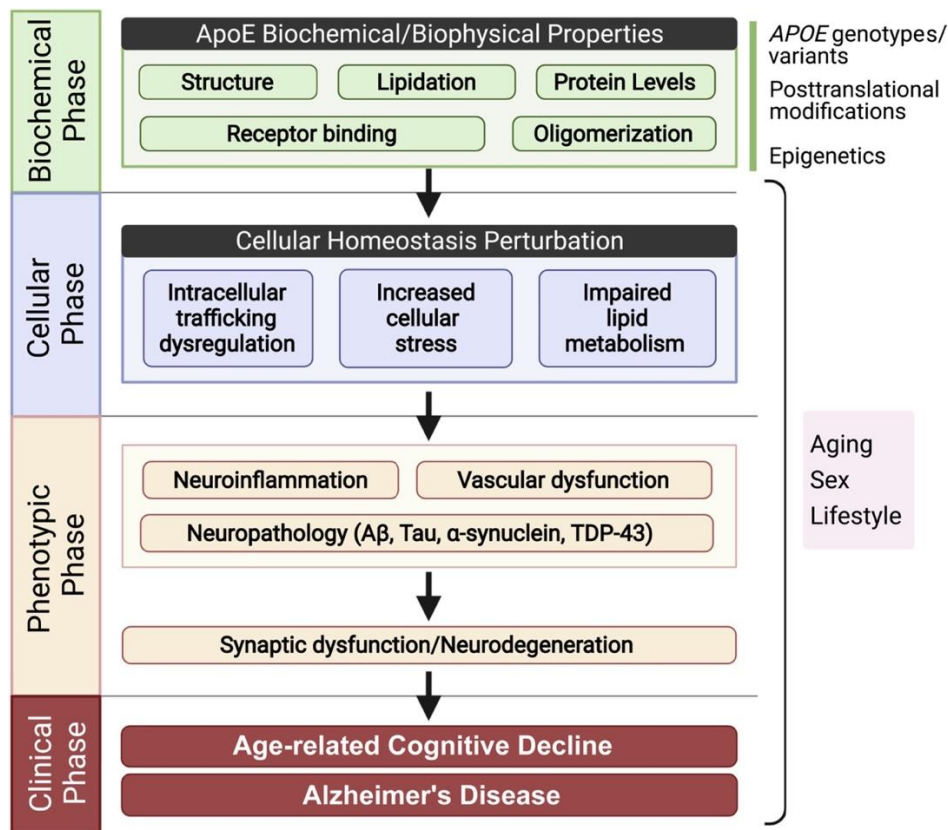 Biochemical
Phase
ApoE Biochemical/Biophysical Properties
Structure
Lipidation
Protein Levels
Receptor binding
Oligomerization
APOE genotypes/
variants
Posttranslational
modifications
Epigenetics
Cellular
Phase
Cellular Homeostasis Perturbation
Intracellular
trafficking
dysregulation
Increased
cellular
stress
Impaired
lipid
metabolism
Phenotypic
Phase
Neuroinflammation
Vascular dysfunction
Neuropathology (Aβ, Tau, α-synuclein, TDP-43)
Synaptic dysfunction/Neurodegeneration
Aging
Sex
Lifestyle
Clinical
Phase
Age-related Cognitive Decline
Alzheimer's Disease